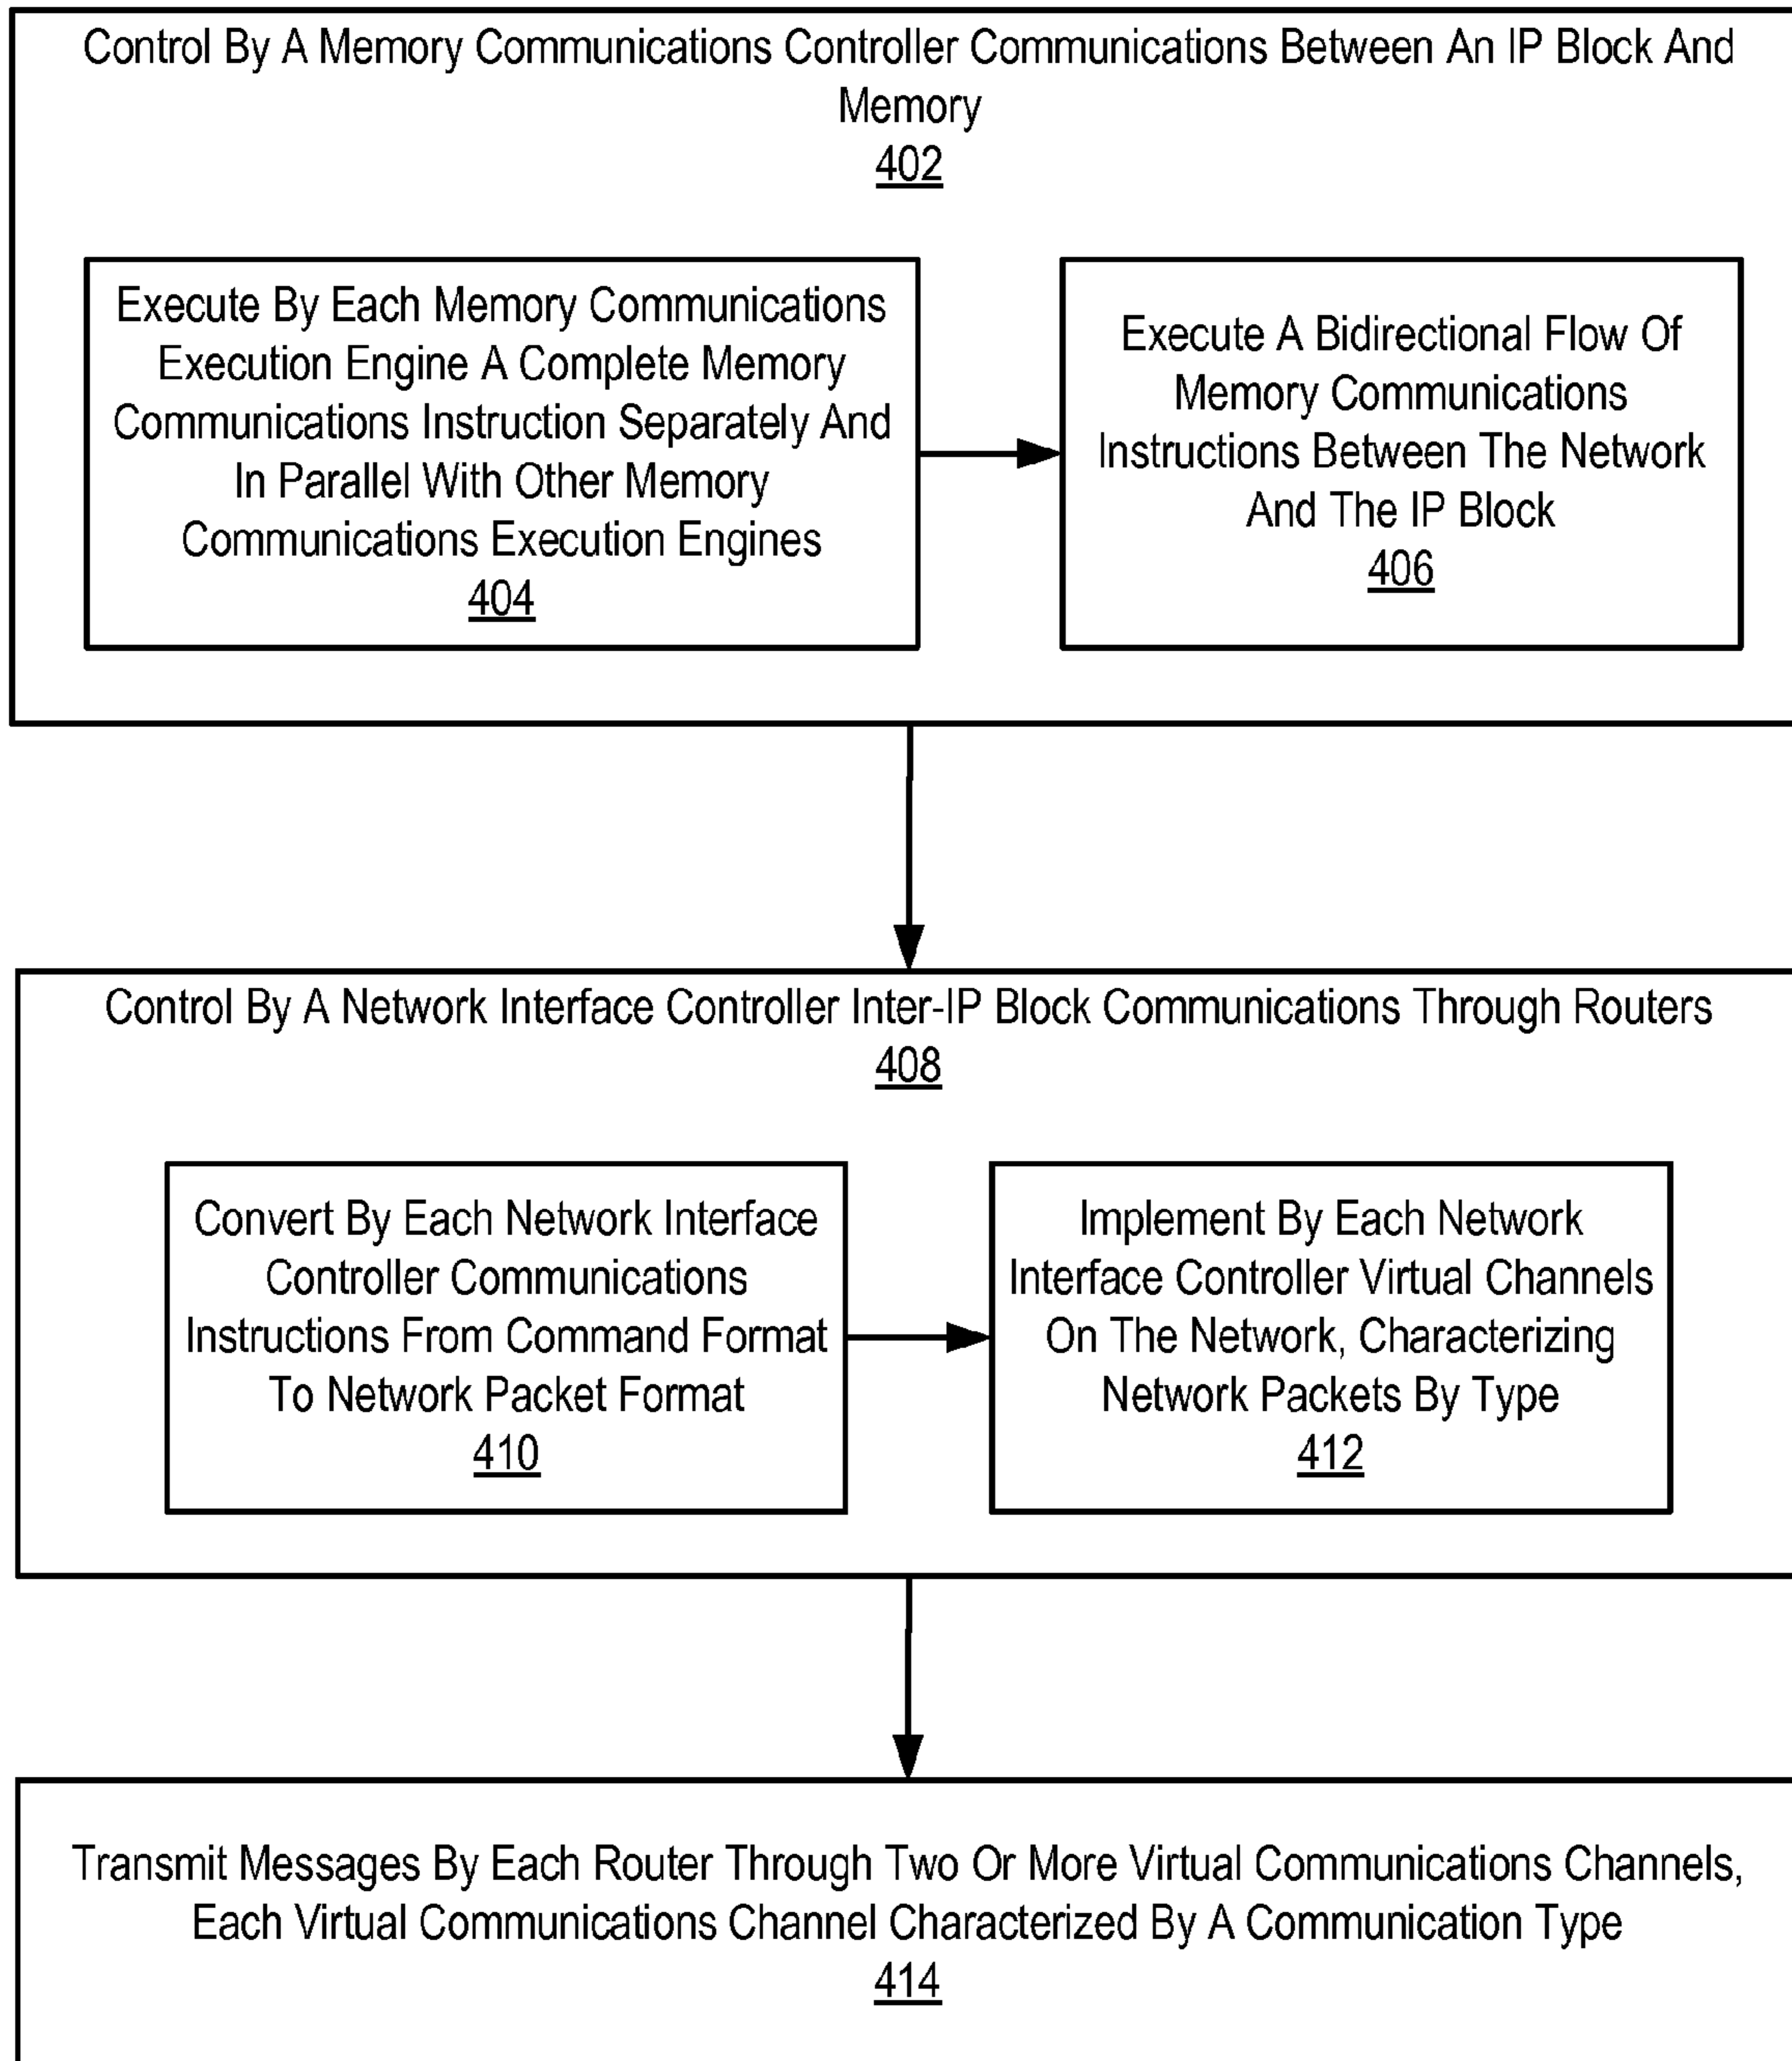 Control By A Memory Communications Controller Communications Between An IP Block And
Memory
402
Execute By Each Memory Communications
Execution Engine A Complete Memory
Communications Instruction Separately And
In Parallel With Other Memory
Communications Execution Engines
404
Execute A Bidirectional Flow Of
Memory Communications
Instructions Between The Network
And The IP Block
406
Control By A Network Interface Controller Inter-IP Block Communications Through Routers
408
Convert By Each Network Interface
Controller Communications
Instructions From Command Format
To Network Packet Format
410
Implement By Each Network
Interface Controller Virtual Channels
On The Network, Characterizing
Network Packets By Type
412
Transmit Messages By Each Router Through Two Or More Virtual Communications Channels,
Each Virtual Communications Channel Characterized By A Communication Type
414